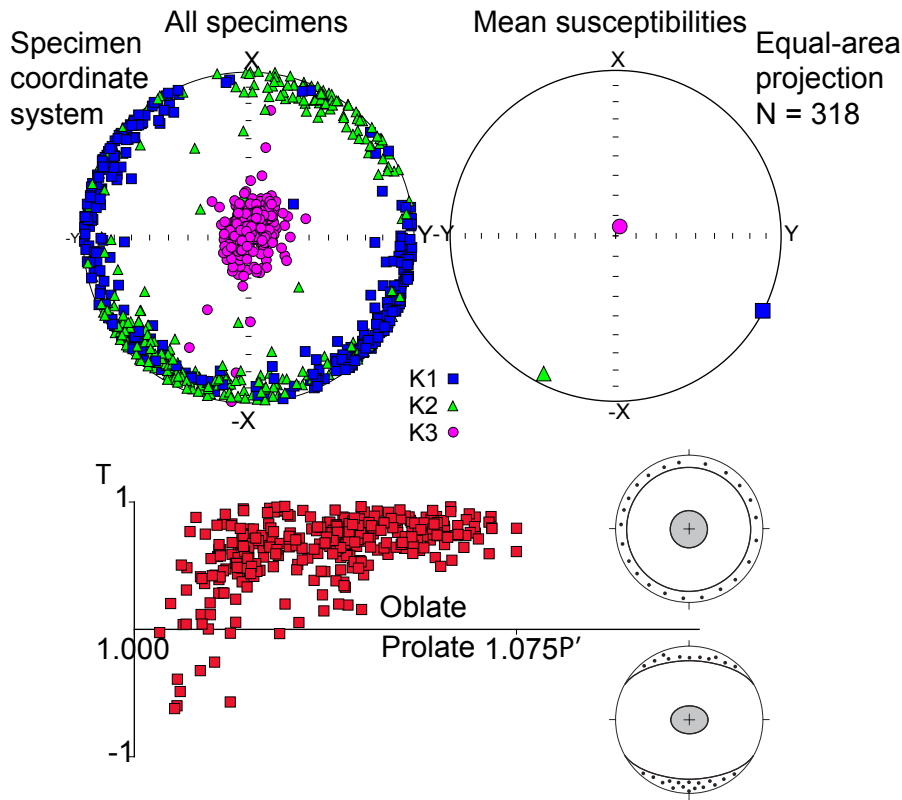 All specimens
Mean susceptibilities
Specimen
coordinate
system
Equal-area
projection
N = 318
X
X
-Y
Y
-Y
Y
-X
-X
K1
K2
K3
T
1
Oblate
Prolate
1.000
1.075
P′
-1